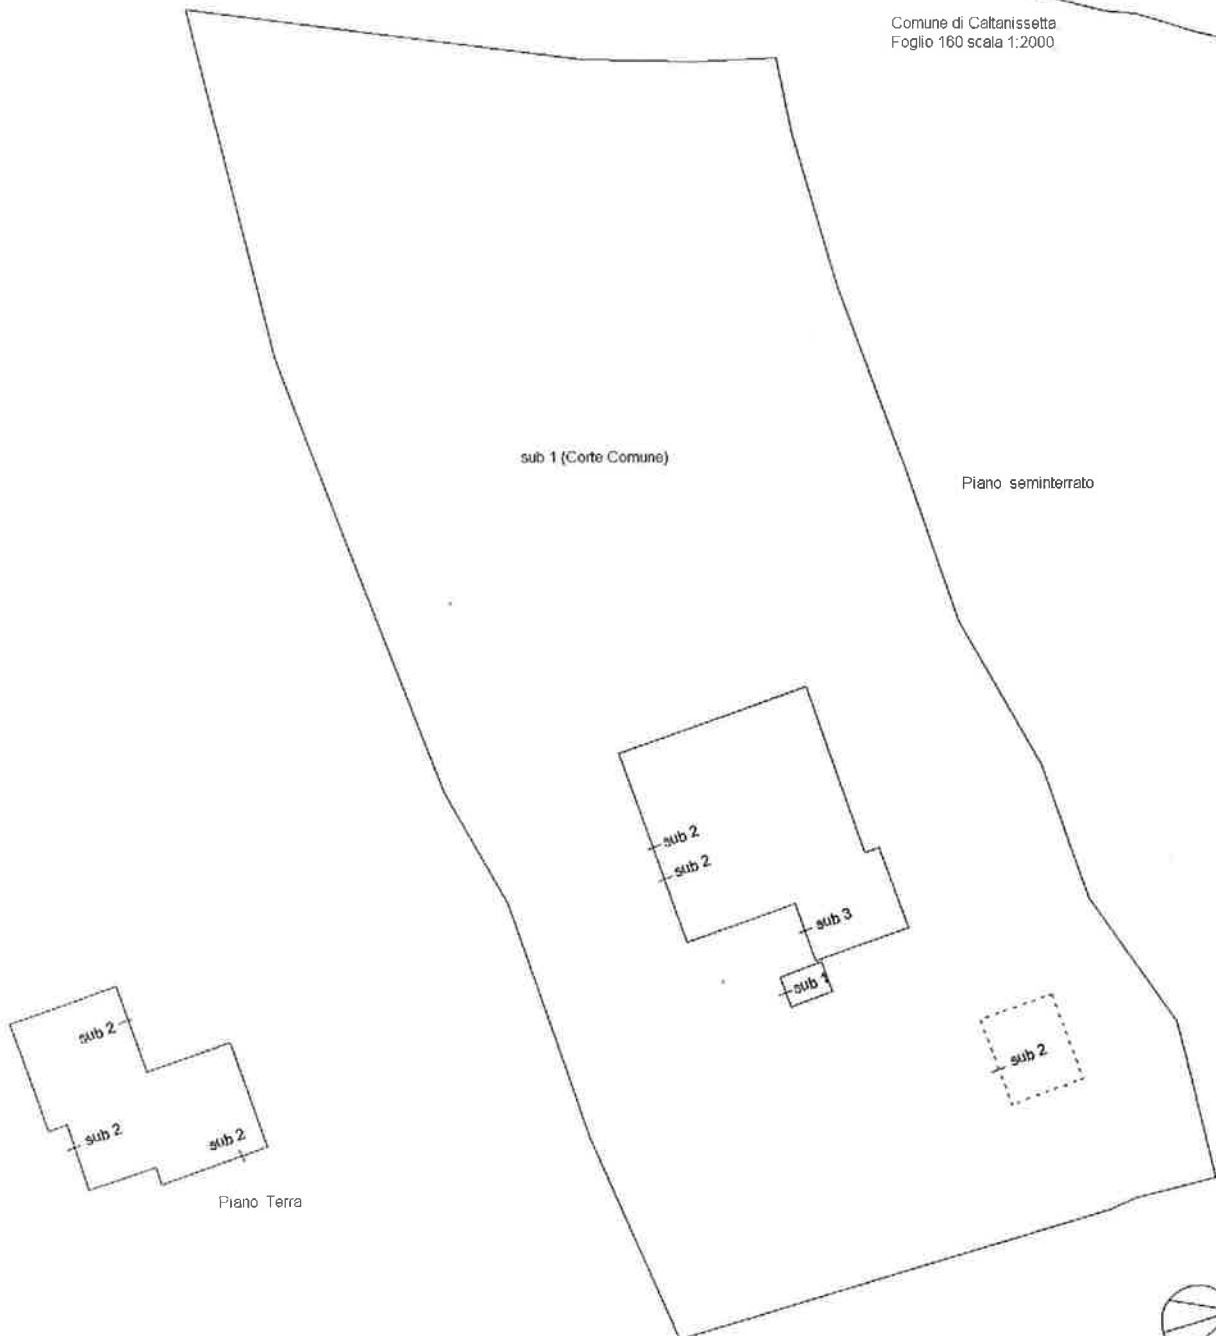 Comune di Caltanissetta
Foglio 160 scala 1:2000
sub 1 (Corte Comune)
Piano seminterrato
sub 2
sub 2
sub 3
sub 1
sub 2
sub 2
sub 2
sub 2
Piano Terra